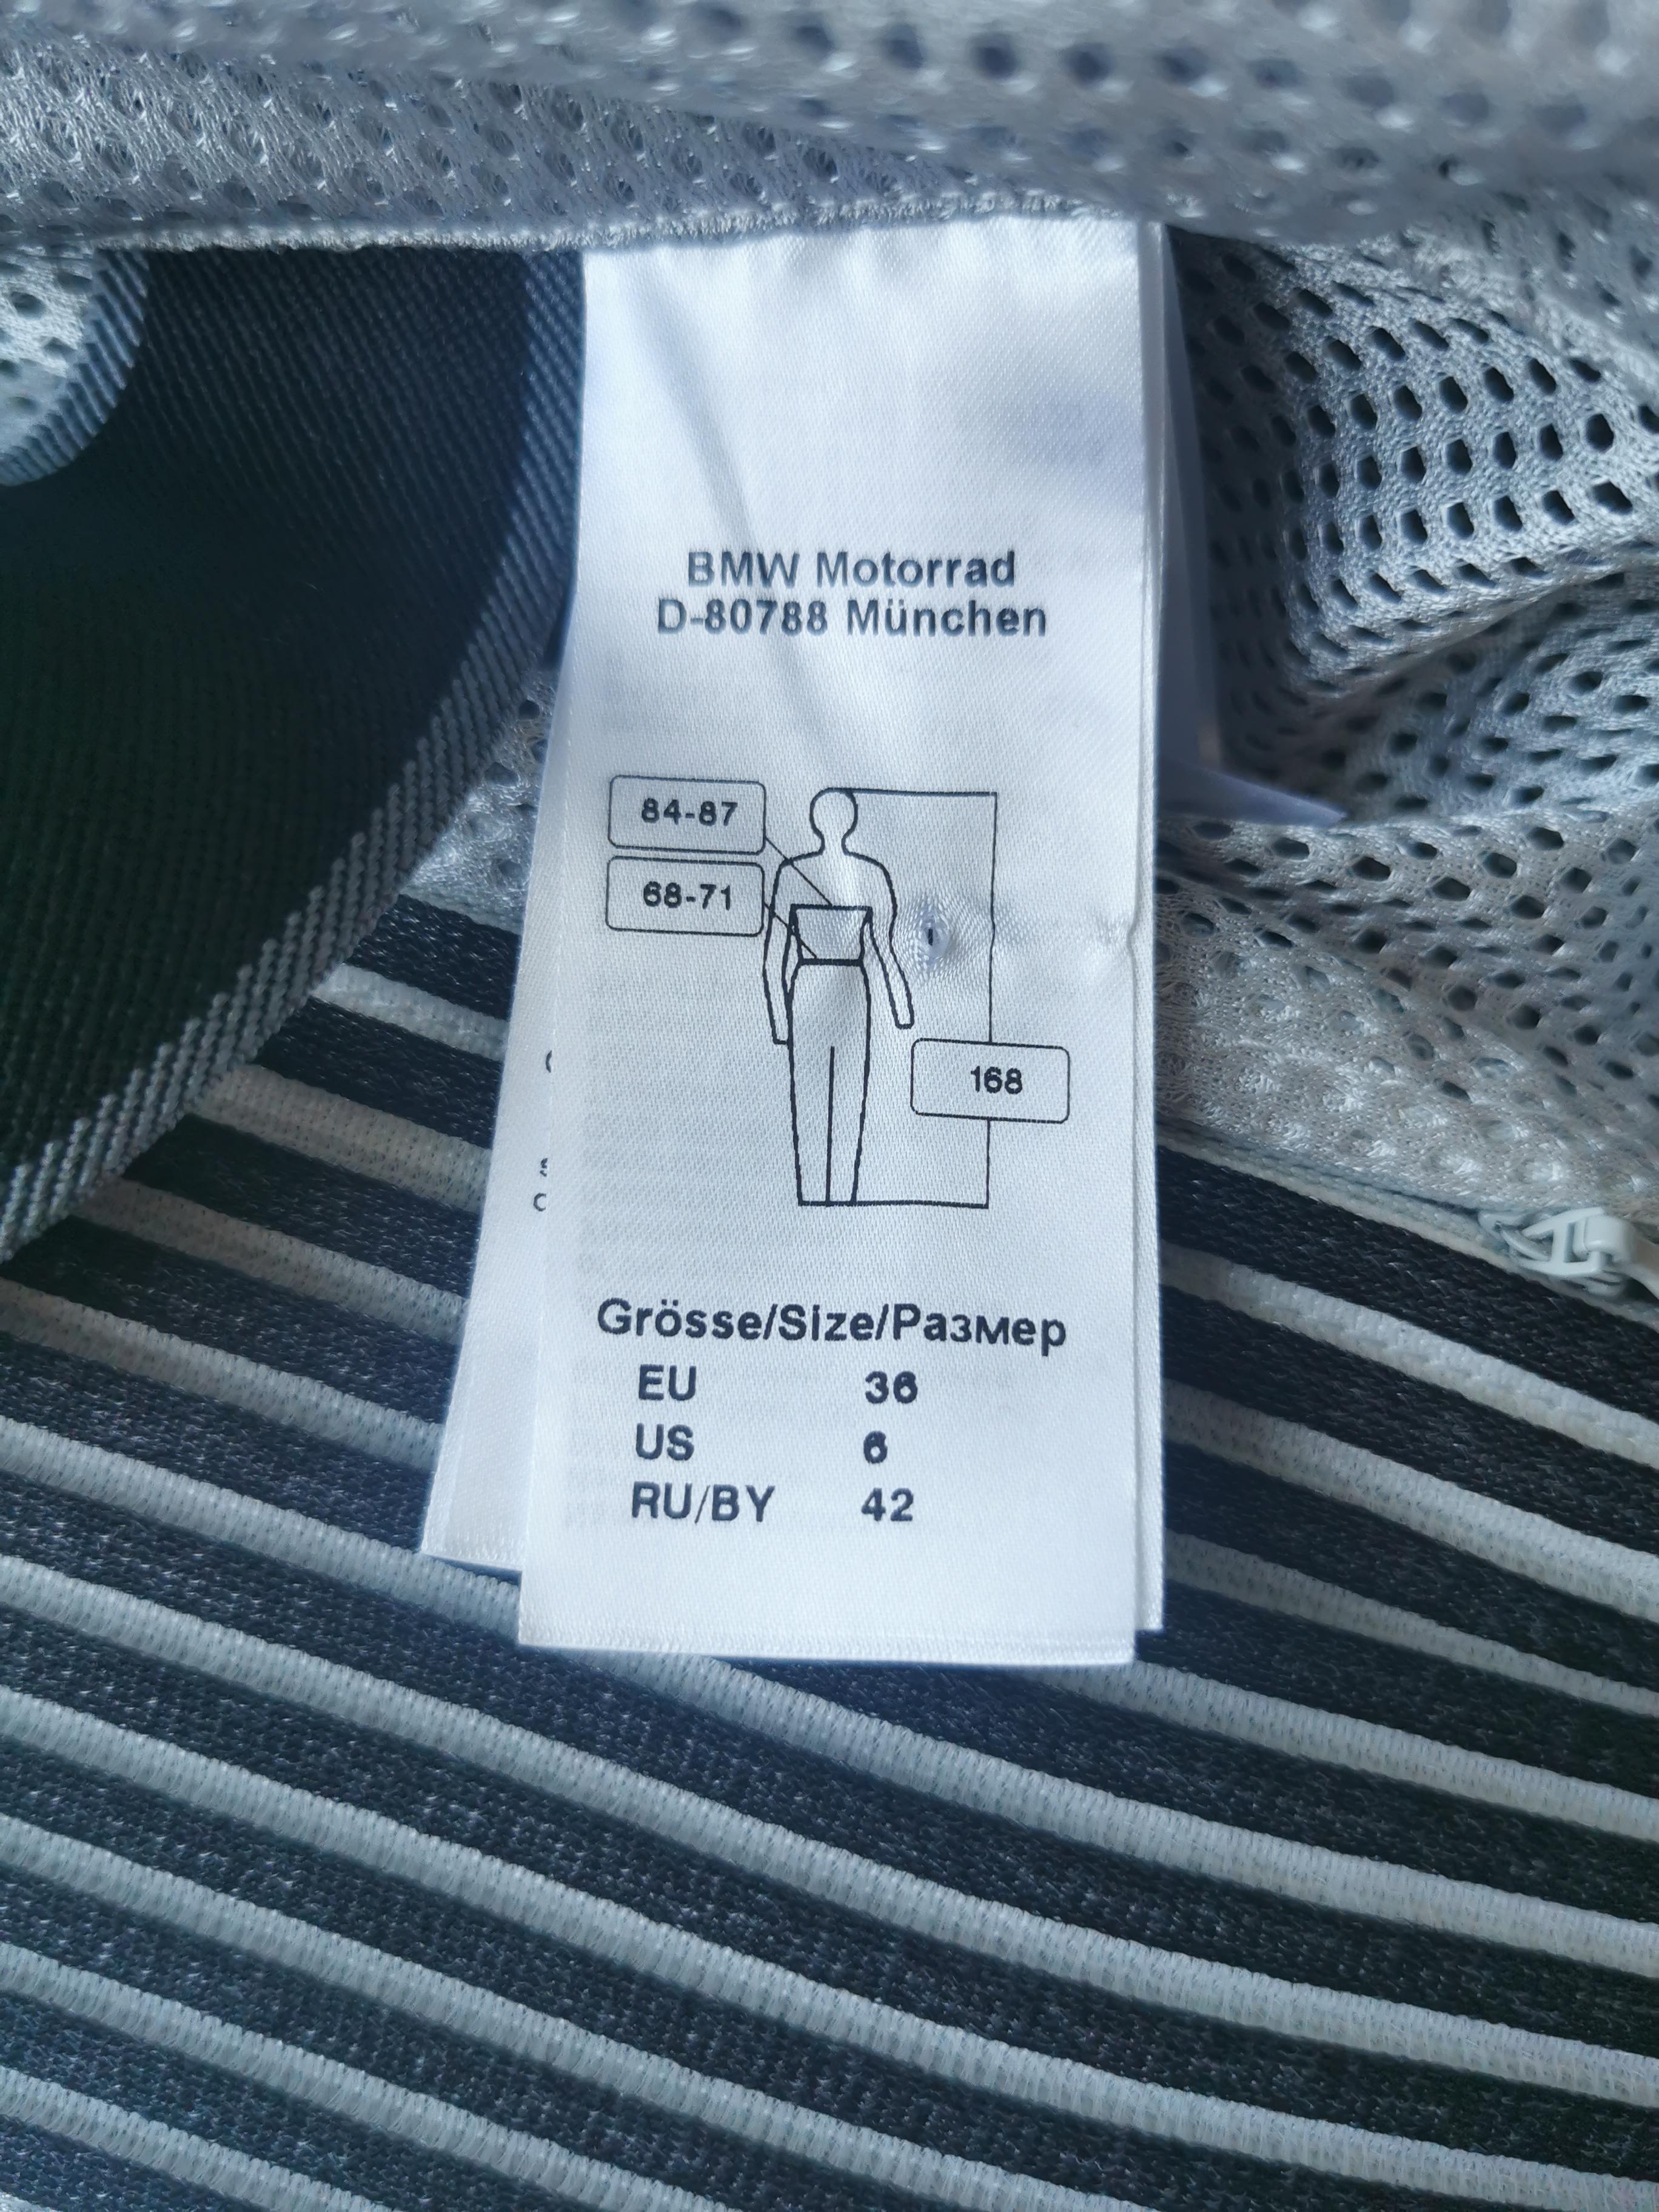 BMW Motorrad
D-80788 München
84-87
68-71
168
Grösse/Size/Размер
EU 36
US 6
RU/BY 42